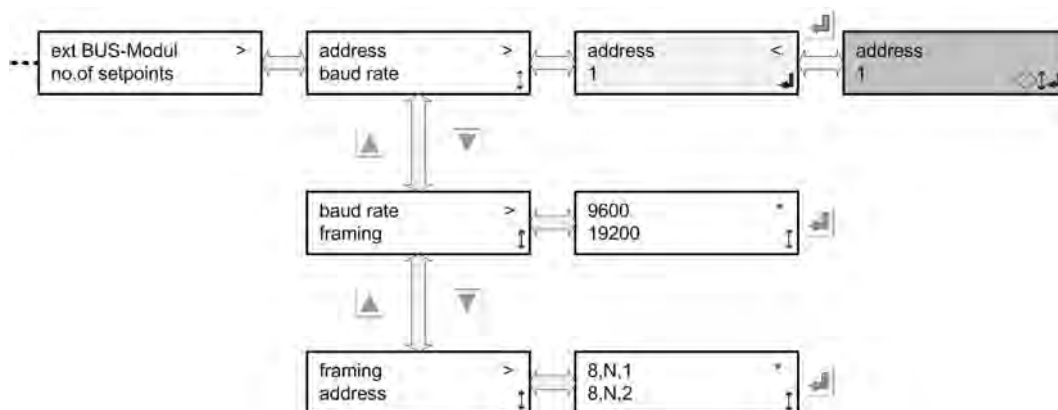 ext BUS-Modul >
no.of setpoints
address >
baud rate
address <
1
address
1
baud rate >
framing
9600 *
19200
framing >
address
8,N,1 *
8,N,2